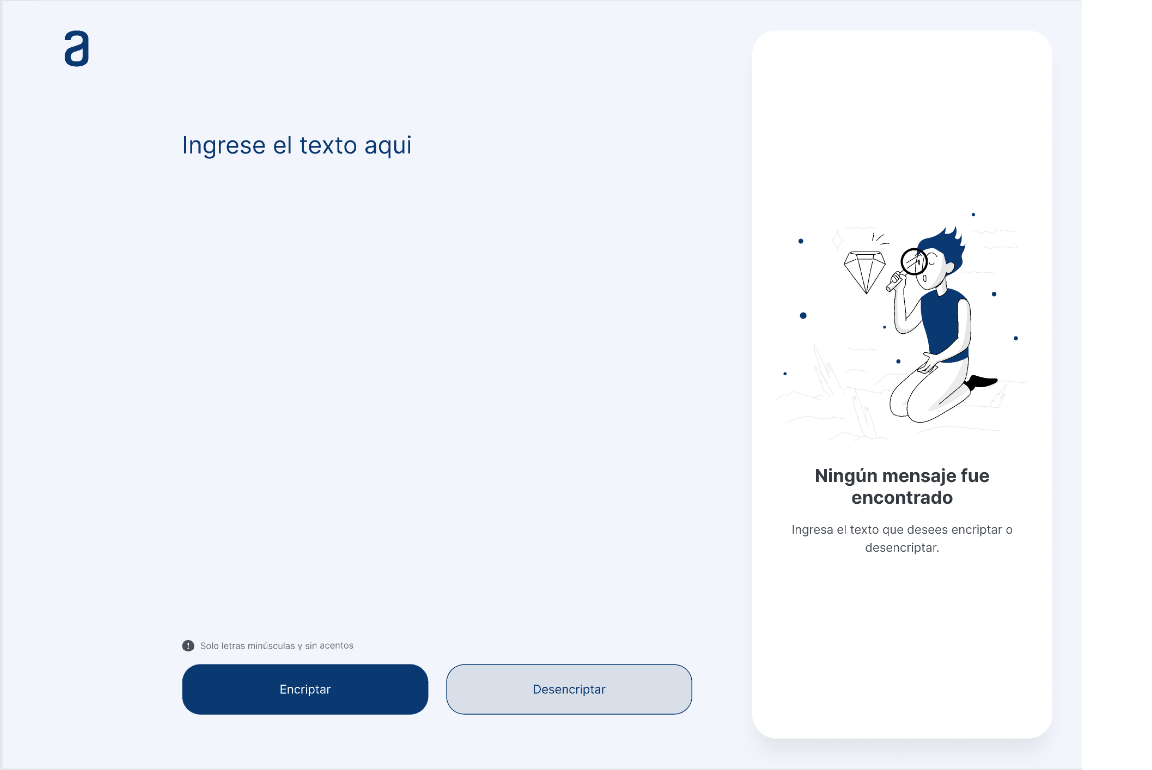 a
Ingrese el texto aqui
Ningún mensaje fue
encontrado
Ingresa el texto que desees encriptar o
desencriptar.
Solo letras minúsculas y sin acentos
Encriptar
Desencriptar